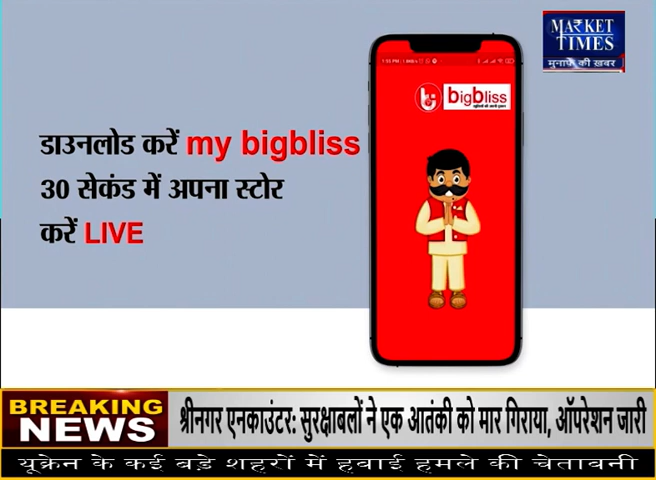 MARKET
TIMES
मुनाफे की ख़बर
bigbliss
डाउनलोड करें my bigbliss
30 सेकंड में अपना स्टोर
करें LIVE
BREAKING
NEWS
श्रीनगर एनकाउंटर: सुरक्षाबलों ने एक आतंकी को मार गिराया, ऑपरेशन जारी
यूक्रेन के कई बड़े शहरों में हवाई हमले की चेतावनी